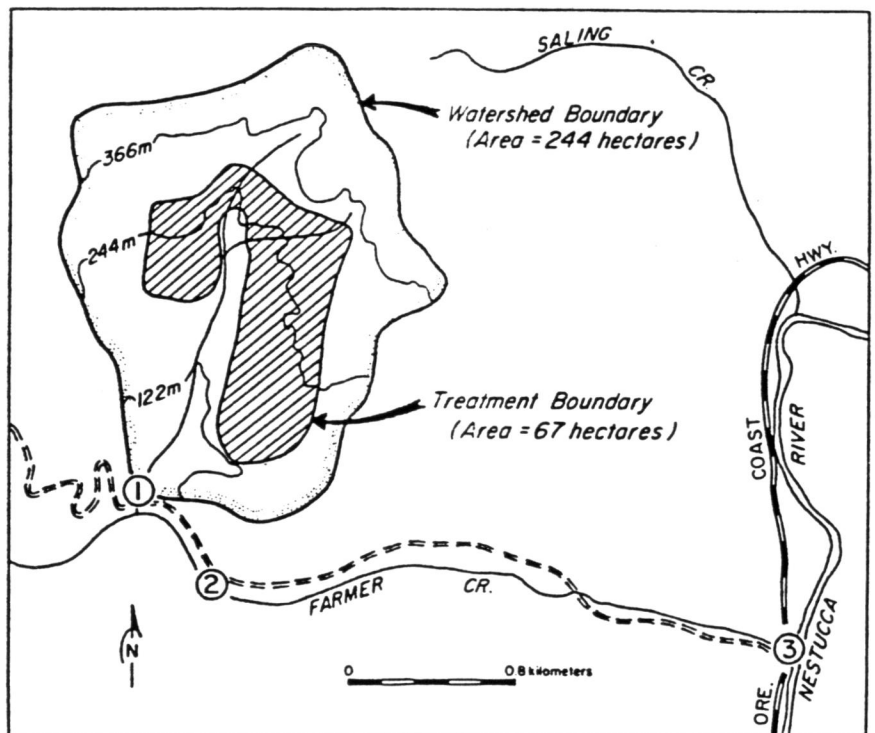 SALING
CR.
Watershed Boundary
(Area = 244 hectares)
366m
244m
HWY.
122m
Treatment Boundary
(Area = 67 hectares)
COAST
RIVER
1
2
FARMER
CR.
3
NESTUCCA
N
0
0.8 kilometers
ORE.